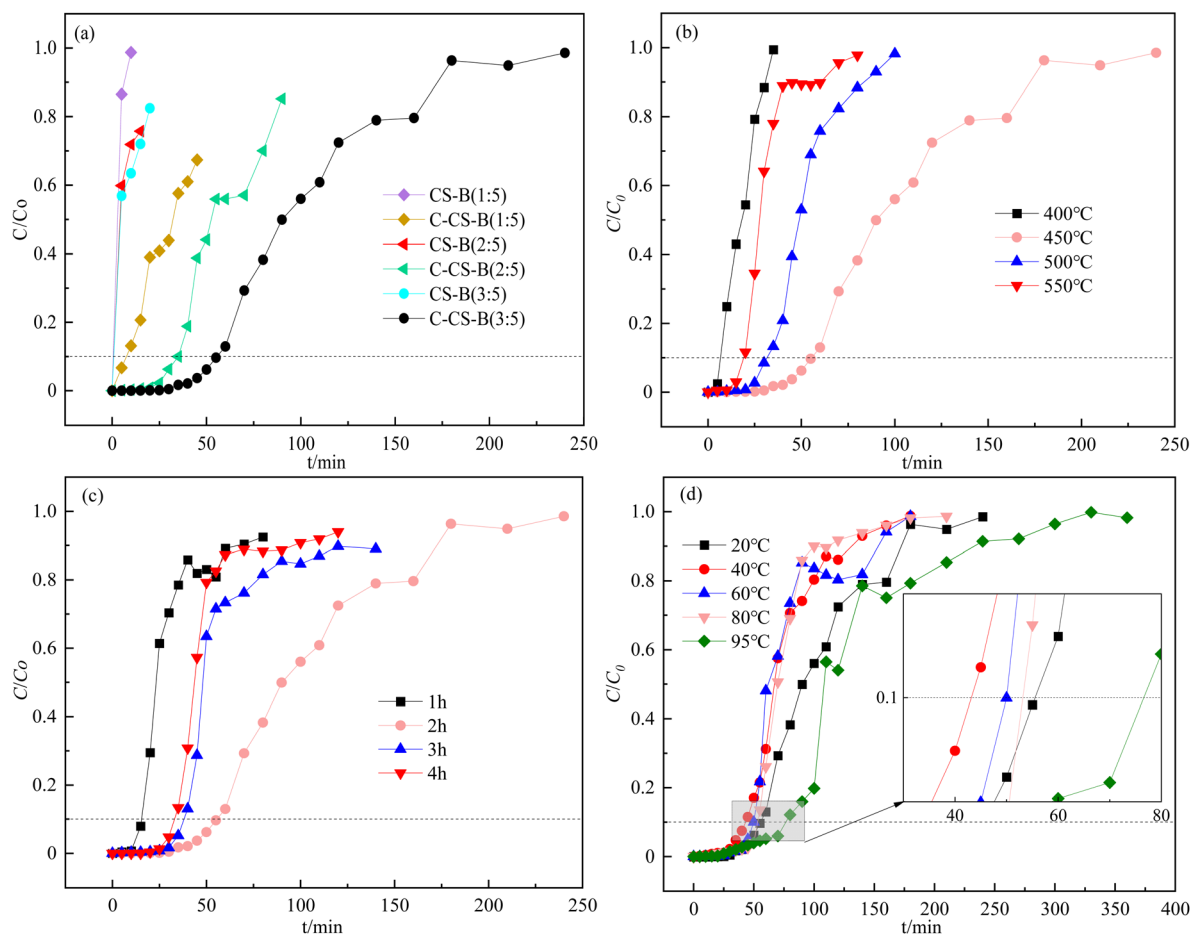 (a)
C/Co
1.0
0.8
0.6
0.4
0.2
0
CS-B(1:5)
C-CS-B(1:5)
CS-B(2:5)
C-CS-B(2:5)
CS-B(3:5)
C-CS-B(3:5)
0 50 100 150 200 250
t/min
(b)
C/C0
1.0
0.8
0.6
0.4
0.2
0
400℃
450℃
500℃
550℃
0 50 100 150 200 250
t/min
(c)
C/Co
1.0
0.8
0.6
0.4
0.2
0
1h
2h
3h
4h
0 50 100 150 200 250
t/min
(d)
C/C0
1.0
0.8
0.6
0.4
0.2
0
20℃
40℃
60℃
80℃
95℃
0.1
40 60 80
0 50 100 150 200 250 300 350 400
t/min